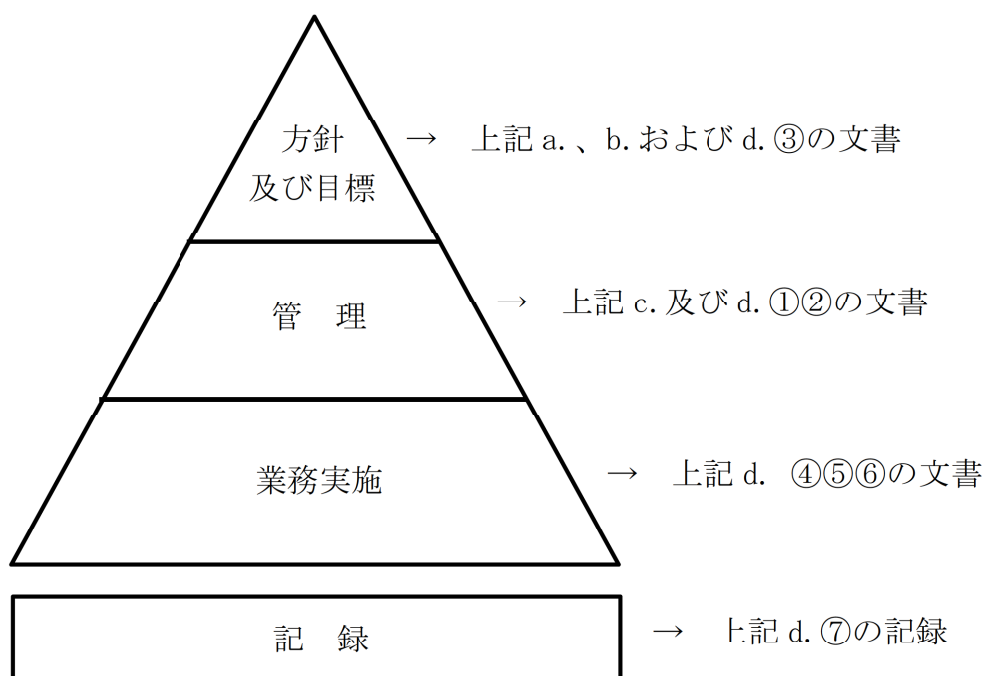 方針
及び目標
→ 上記 a. 、b. および d. ③の文書
管 理
→ 上記 c. 及び d. ①②の文書
業務実施
→ 上記 d. ④⑤⑥の文書
記 録
→ 上記 d. ⑦の記録